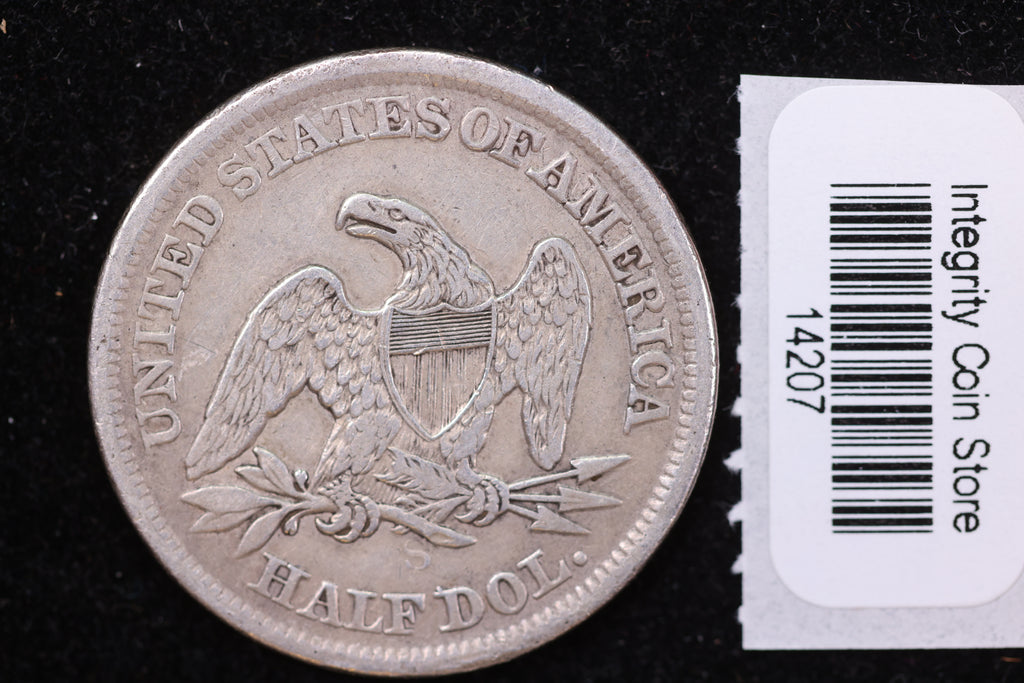 UNITED STATES OF AMERICA
S
HALF DOL.
Integrity Coin Store
14207